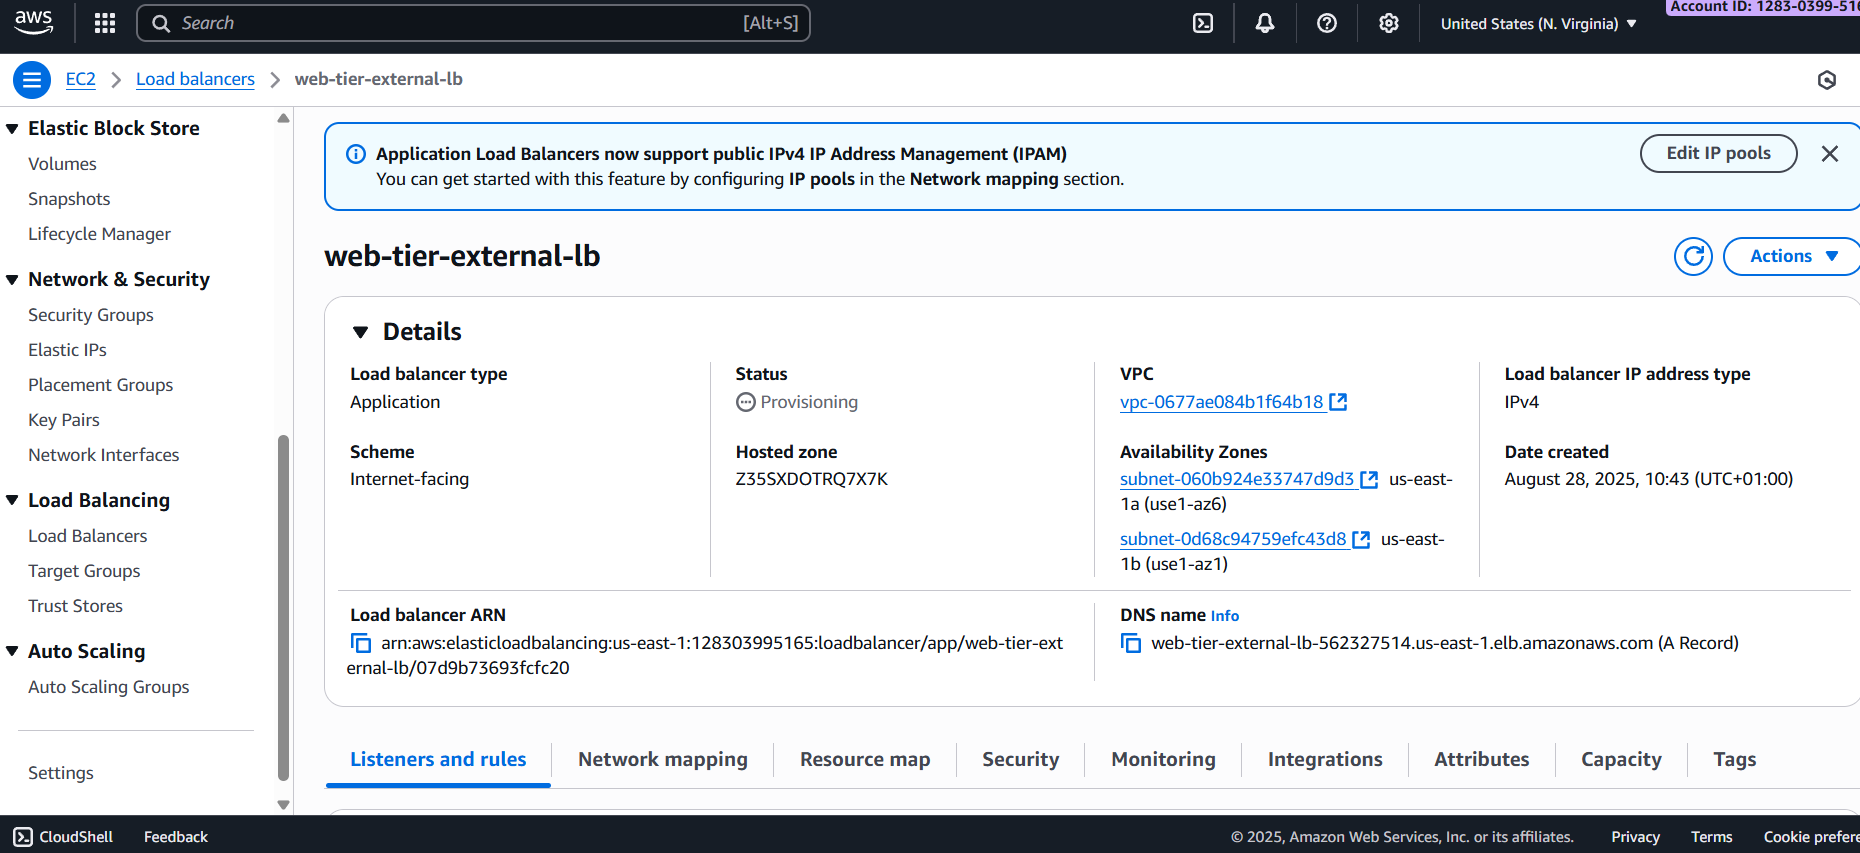 aws
Search
[Alt+S]
United States (N. Virginia)
Account ID: 1283-0399-516
EC2
Load balancers
web-tier-external-lb
Elastic Block Store
Volumes
Snapshots
Lifecycle Manager
Network & Security
Security Groups
Elastic IPs
Placement Groups
Key Pairs
Network Interfaces
Load Balancing
Load Balancers
Target Groups
Trust Stores
Auto Scaling
Auto Scaling Groups
Settings
Application Load Balancers now support public IPv4 IP Address Management (IPAM)
You can get started with this feature by configuring IP pools in the Network mapping section.
Edit IP pools
web-tier-external-lb
Actions
Details
Load balancer type
Application
Status
Provisioning
VPC
vpc-0677ae084b1f64b18
Load balancer IP address type
IPv4
Scheme
Internet-facing
Hosted zone
Z35SXDOTRQ7X7K
Availability Zones
subnet-060b924e33747d9d3 us-east-
1a (use1-az6)
subnet-0d68c94759efc43d8 us-east-
1b (use1-az1)
Date created
August 28, 2025, 10:43 (UTC+01:00)
Load balancer ARN
arn:aws:elasticloadbalancing:us-east-1:128303995165:loadbalancer/app/web-tier-ext
ernal-lb/07d9b73693fcfc20
DNS name Info
web-tier-external-lb-562327514.us-east-1.elb.amazonaws.com (A Record)
Listeners and rules
Network mapping
Resource map
Security
Monitoring
Integrations
Attributes
Capacity
Tags
CloudShell
Feedback
© 2025, Amazon Web Services, Inc. or its affiliates.
Privacy
Terms
Cookie prefere